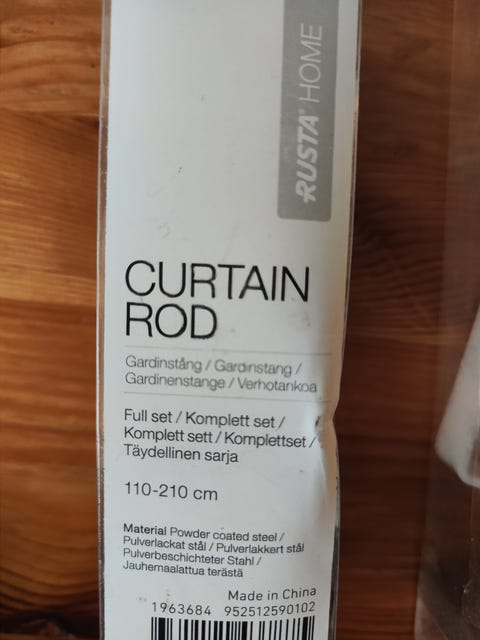 RUSTA HOME
CURTAIN
ROD
Gardinstång / Gardinstang /
Gardinenstange / Verhotankoa
Full set / Komplett set /
Komplett sett / Komplettset /
Täydellinen sarja
110-210 cm
Material Powder coated steel /
Pulverlackat stål / Pulverlakkert stål
Pulverbeschichteter Stahl /
Jauhemaalattua terästä
Made in China
1963684 952512590102